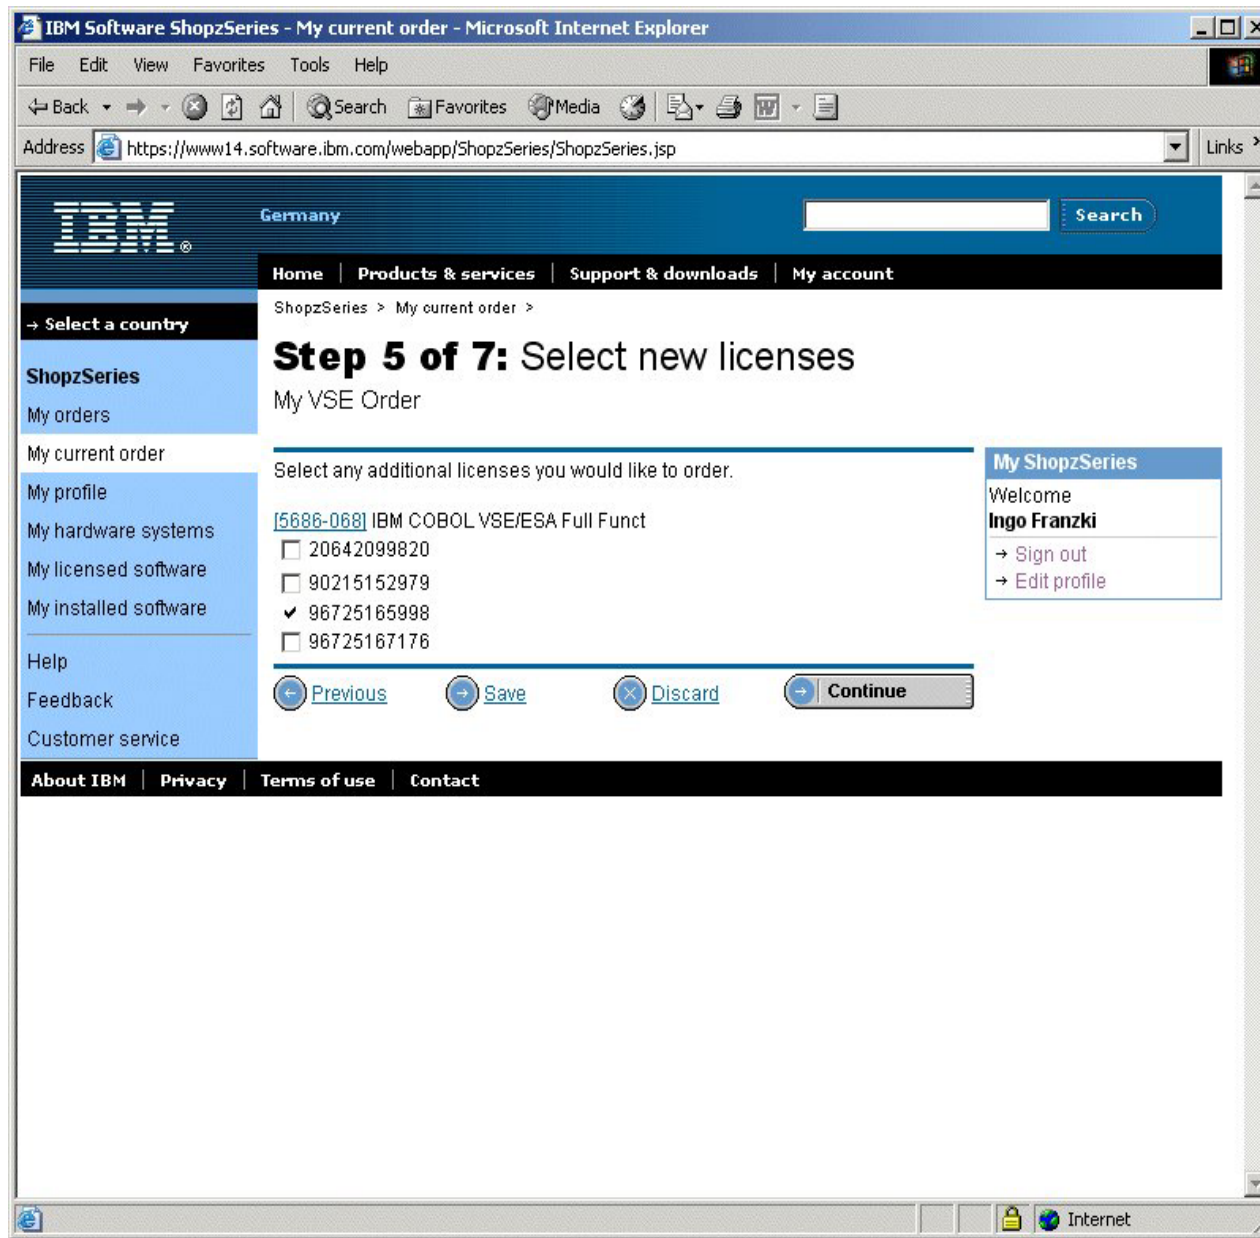 IBM Software ShopzSeries - My current order - Microsoft Internet Explorer
File Edit View Favorites Tools Help
Back Search Favorites Media
Address https://www14.software.ibm.com/webapp/ShopzSeries/ShopzSeries.jsp Links
IBM®
Germany
Search
Home | Products & services | Support & downloads | My account
→ Select a country
ShopzSeries
My orders
My current order
My profile
My hardware systems
My licensed software
My installed software
Help
Feedback
Customer service
ShopzSeries > My current order >
Step 5 of 7: Select new licenses
My VSE Order
Select any additional licenses you would like to order.
[5686-068] IBM COBOL VSE/ESA Full Funct
20642099820
90215152979
96725165998
96725167176
Previous Save Discard Continue
My ShopzSeries
Welcome
Ingo Franzki
→ Sign out
→ Edit profile
About IBM | Privacy | Terms of use | Contact
Internet